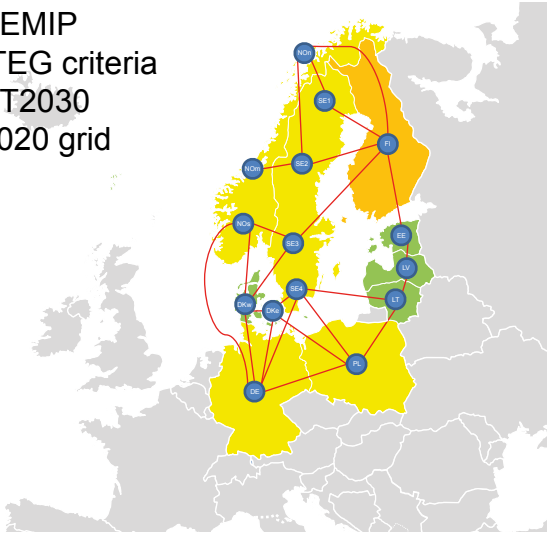 EMIP
TEG criteria
T2030
020 grid
NOn
SE1
FI
NOm
SE2
NOs
SE3
EE
LV
SE4
LT
DKw
DKe
PL
DE